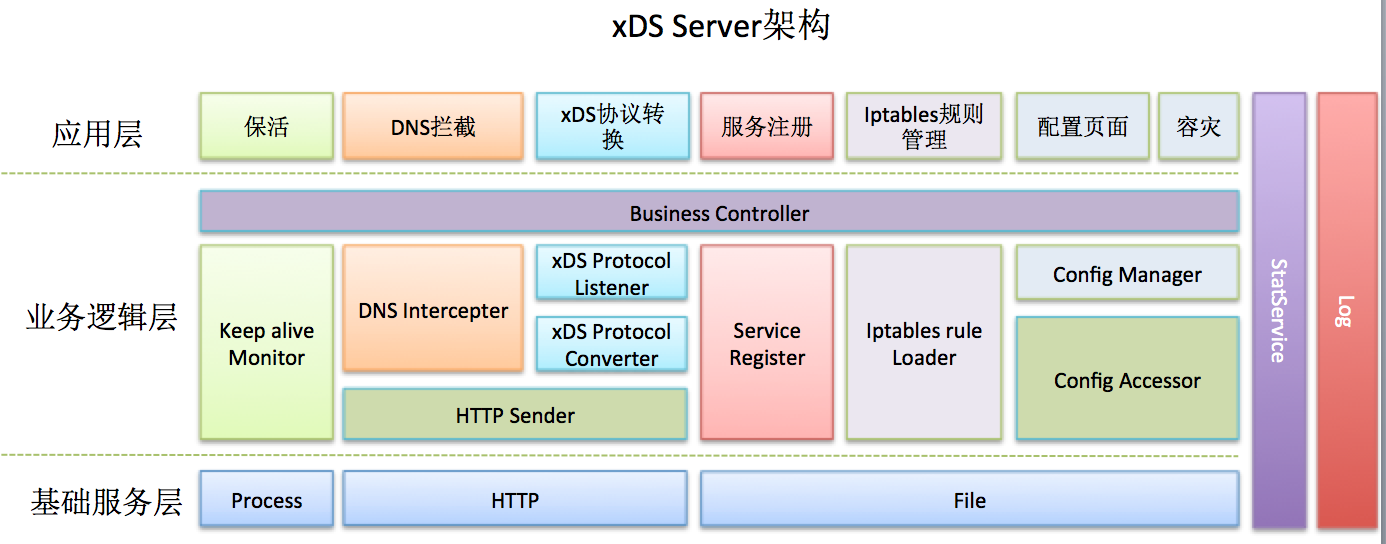 xDS Server架构
应用层
保活
DNS拦截
xDS协议转
换
服务注册
Iptables规则
管理
配置页面
容灾
业务逻辑层
Business Controller
Keep alive
Monitor
DNS Intercepter
xDS Protocol
Listener
xDS Protocol
Converter
HTTP Sender
Service
Register
Iptables rule
Loader
Config Manager
Config Accessor
基础服务层
Process
HTTP
File
StatService
Log